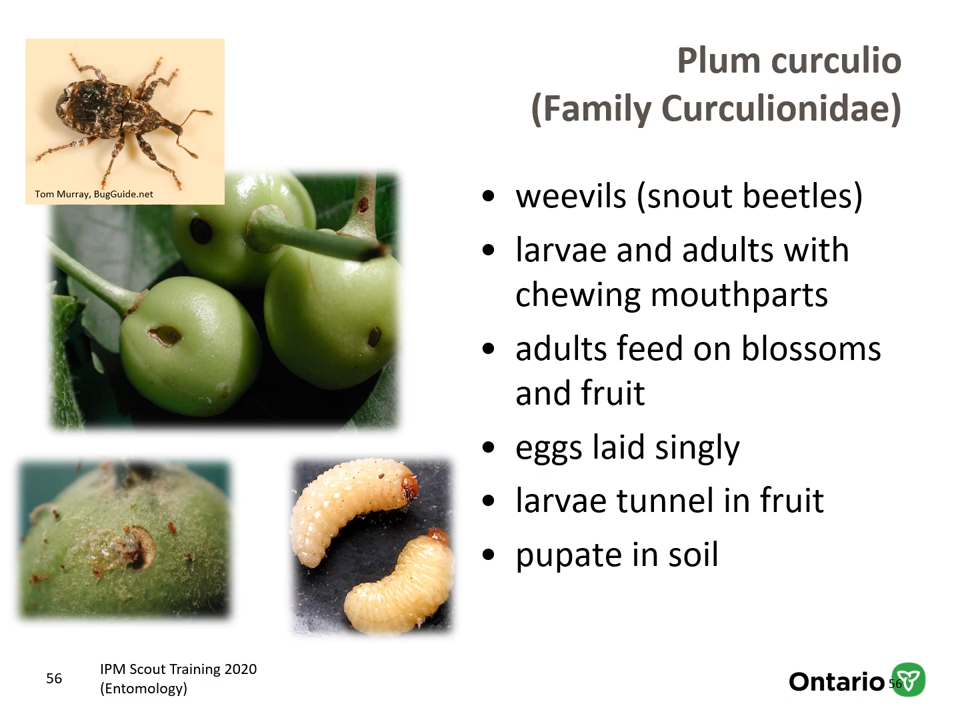 Plum curculio
(Family Curculionidae)
Tom Murray, BugGuide.net
• weevils (snout beetles)
• larvae and adults with
chewing mouthparts
• adults feed on blossoms
and fruit
• eggs laid singly
• larvae tunnel in fruit
• pupate in soil
56
IPM Scout Training 2020
(Entomology)
Ontario
56